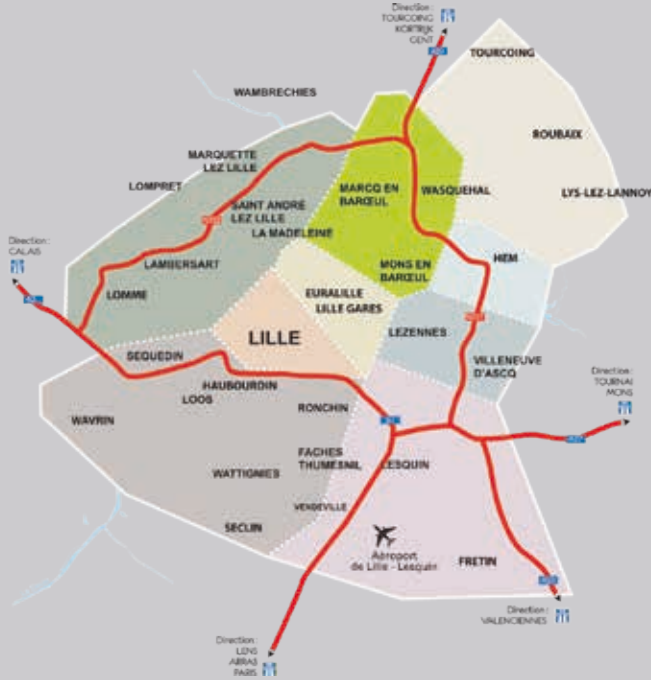 Direction :
TOURCOING
KORTRIJK
GENT
TOURCOING
WAMBRECHIES
ROUBAIX
MARQUETTE
LEZ LILLE
LOMPRET
MARCQ EN
BARŒUL
WASQUEHAL
LYS-LEZ-LANNOY
SAINT ANDRÉ
LEZ LILLE
LA MADELEINE
Direction :
CALAIS
LAMBERSART
MONS EN
BARŒUL
HEM
LOMME
EURALILLE
LILLE GARES
LILLE
LEZENNES
SEQUEDIN
VILLENEUVE
D'ASCQ
HAUBOURDIN
LOOS
Direction :
TOURNAI
MONS
RONCHIN
WAVRIN
FACHES
THUMESNIL
LESQUIN
WATTIGNIES
VENDEVILLE
SECLIN
Aéroport
de Lille - Lesquin
FRETIN
Direction :
VALENCIENNES
Direction :
LENS
ARRAS
PARIS